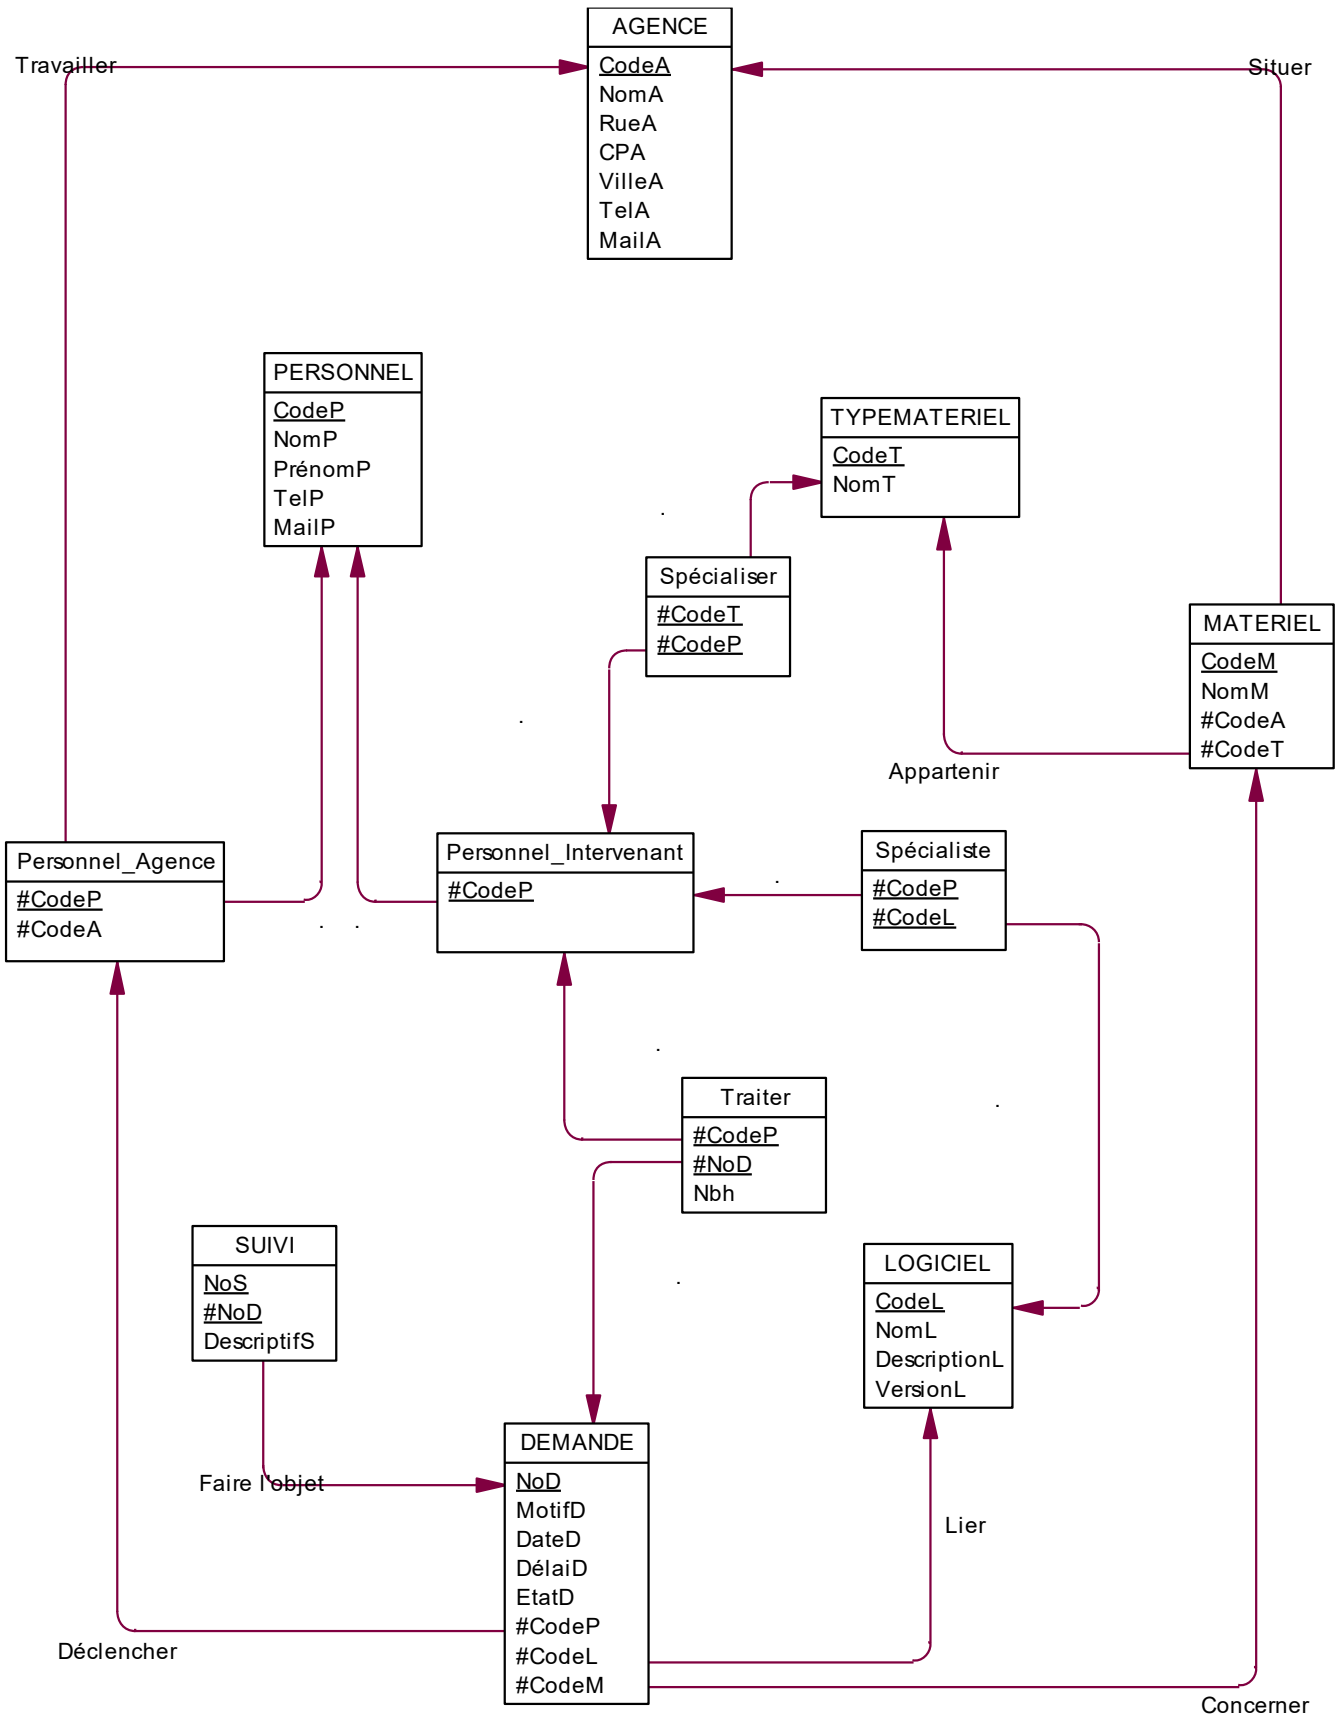 AGENCE
CodeA
NomA
RueA
CPA
VilleA
TelA
MailA
Travailler
Situer
PERSONNEL
CodeP
NomP
PrénomP
TelP
MailP
TYPEMATERIEL
CodeT
NomT
Spécialiser
#CodeT
#CodeP
MATERIEL
CodeM
NomM
#CodeA
#CodeT
Appartenir
Personnel_Agence
#CodeP
#CodeA
Personnel_Intervenant
#CodeP
Spécialiste
#CodeP
#CodeL
Traiter
#CodeP
#NoD
Nbh
SUIVI
NoS
#NoD
DescriptifS
LOGICIEL
CodeL
NomL
DescriptionL
VersionL
Faire l'objet
DEMANDE
NoD
MotifD
DateD
DélaiD
EtatD
#CodeP
#CodeL
#CodeM
Lier
Déclencher
Concerner